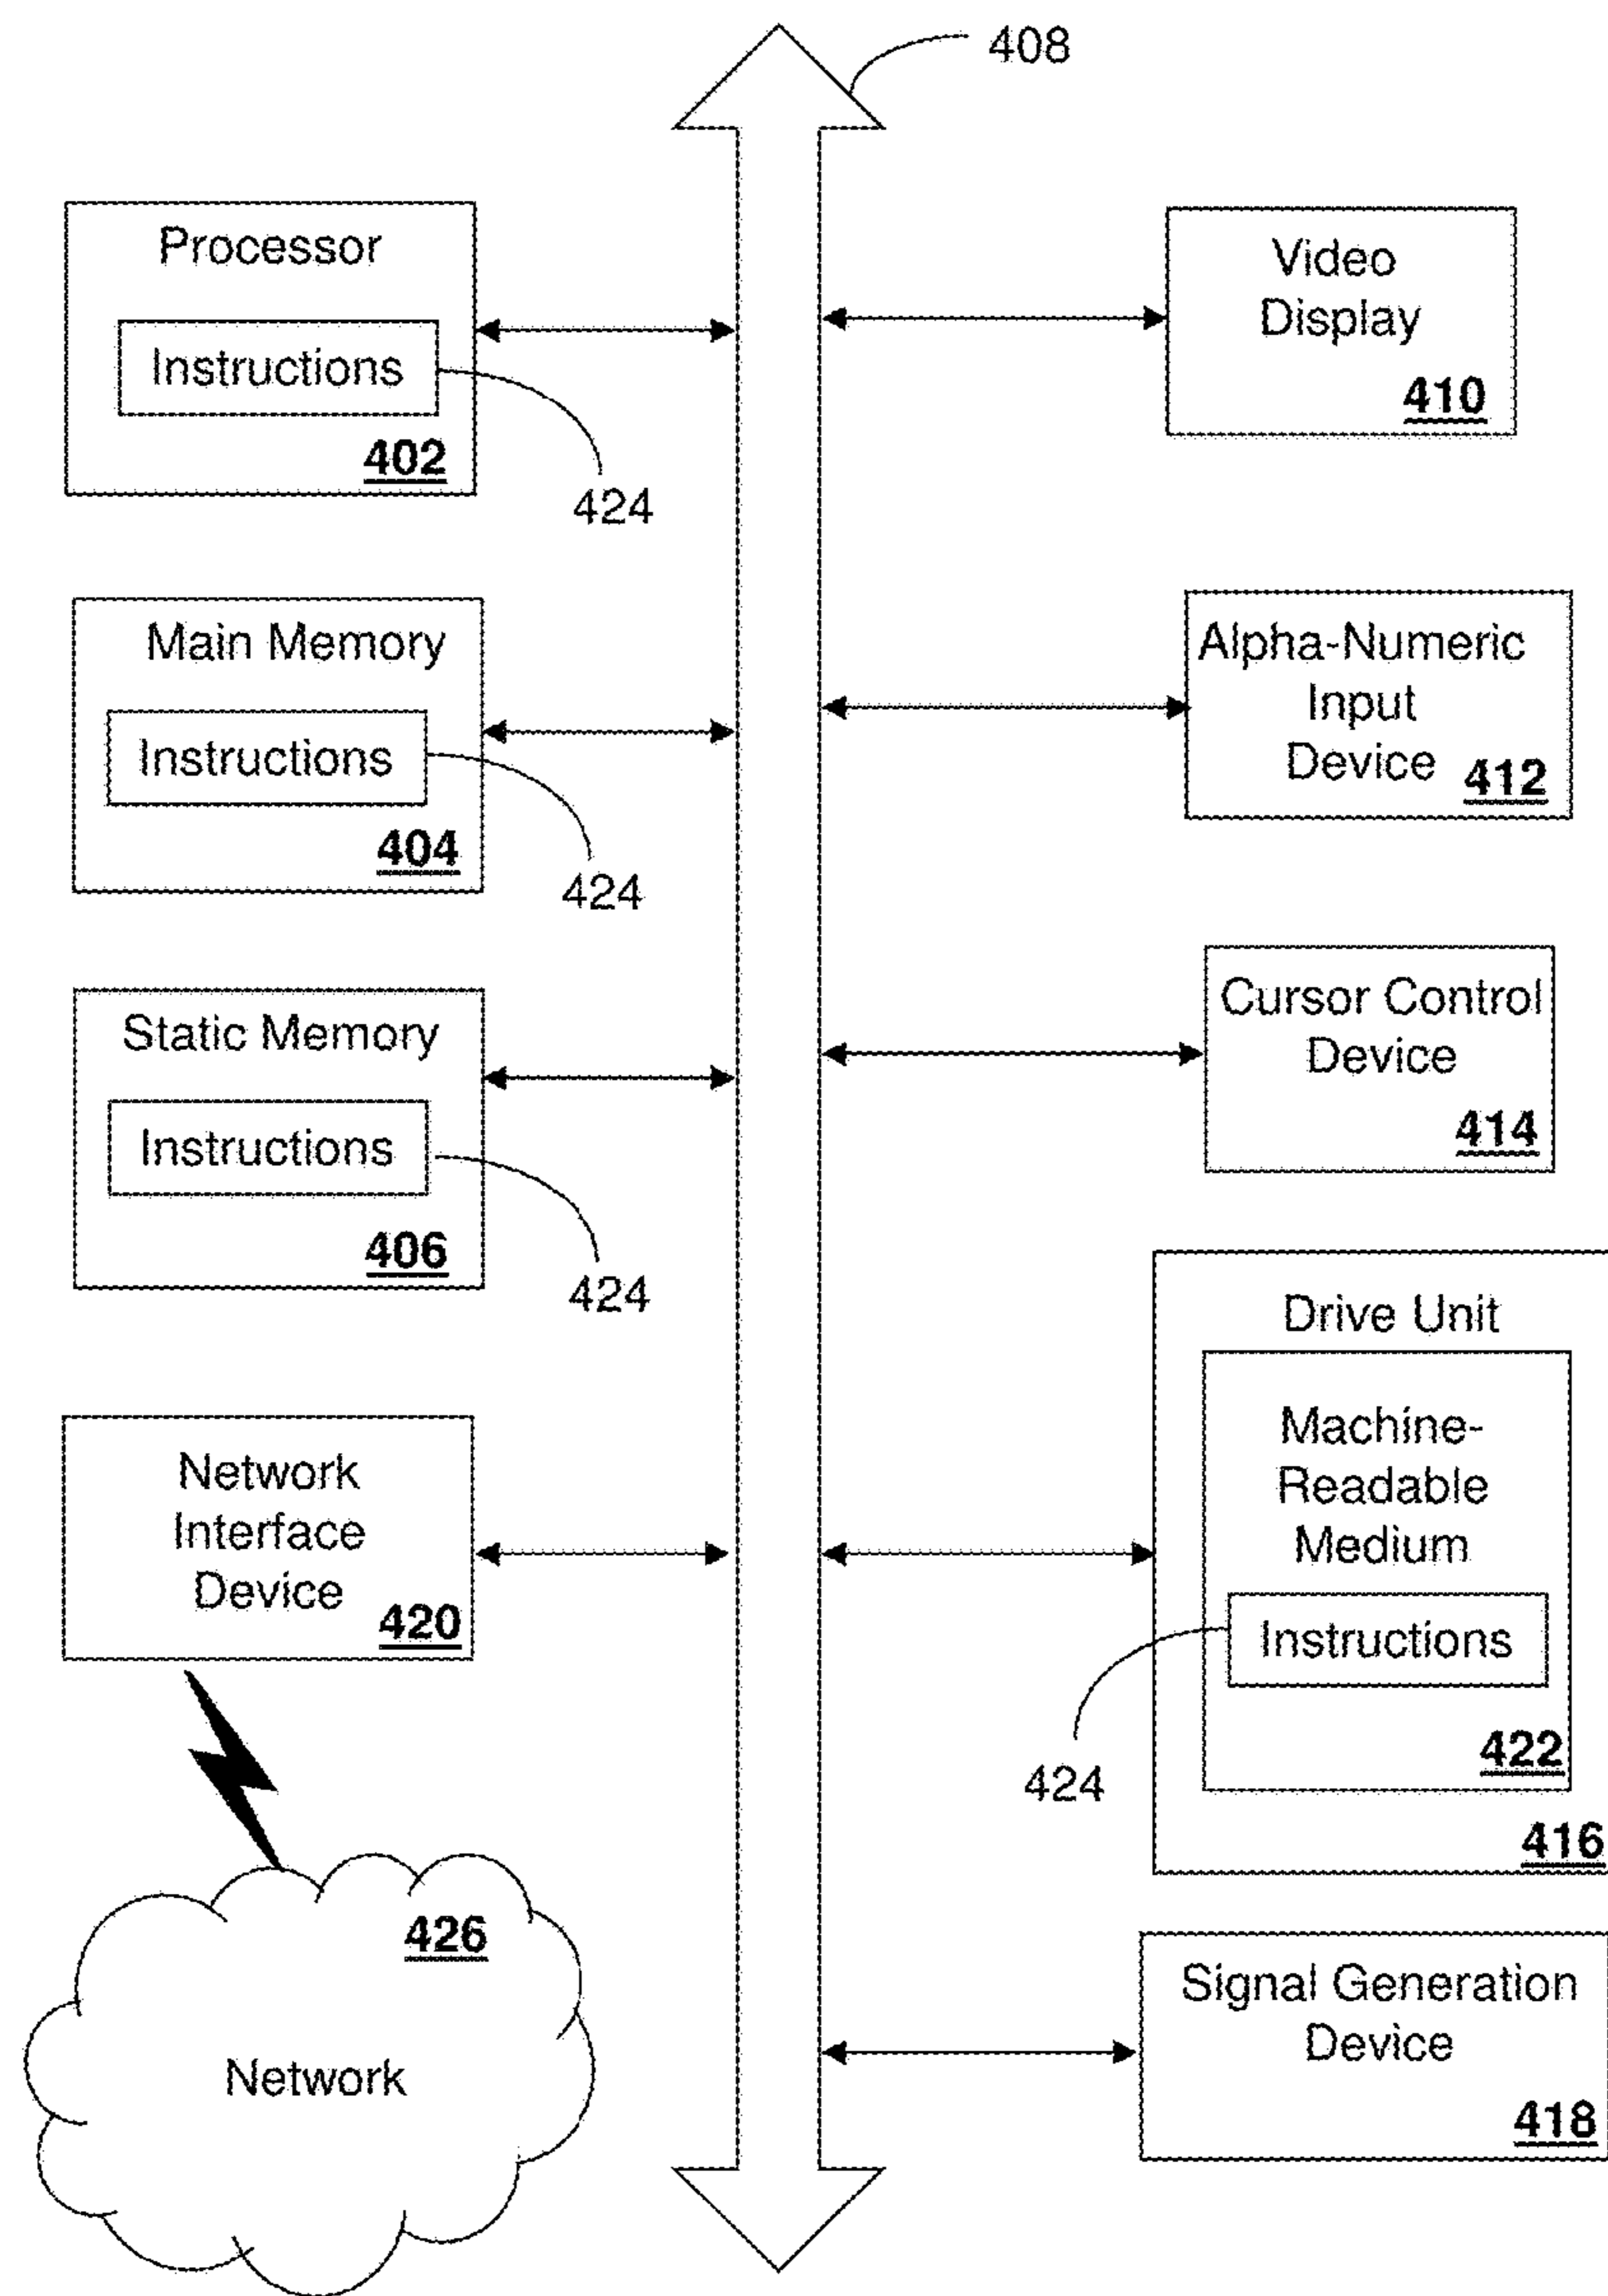 408
Processor
Instructions
402
424
Main Memory
Instructions
404
424
Static Memory
Instructions
406
424
Network
Interface
Device
420
426
Network
Video
Display
410
Alpha-Numeric
Input
Device
412
Cursor Control
Device
414
Drive Unit
Machine-
Readable
Medium
Instructions
422
424
416
Signal Generation
Device
418